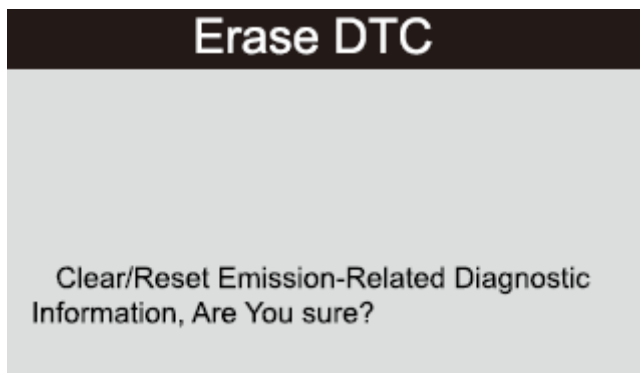 Erase DTC
Clear/Reset Emission-Related Diagnostic
Information, Are You sure?